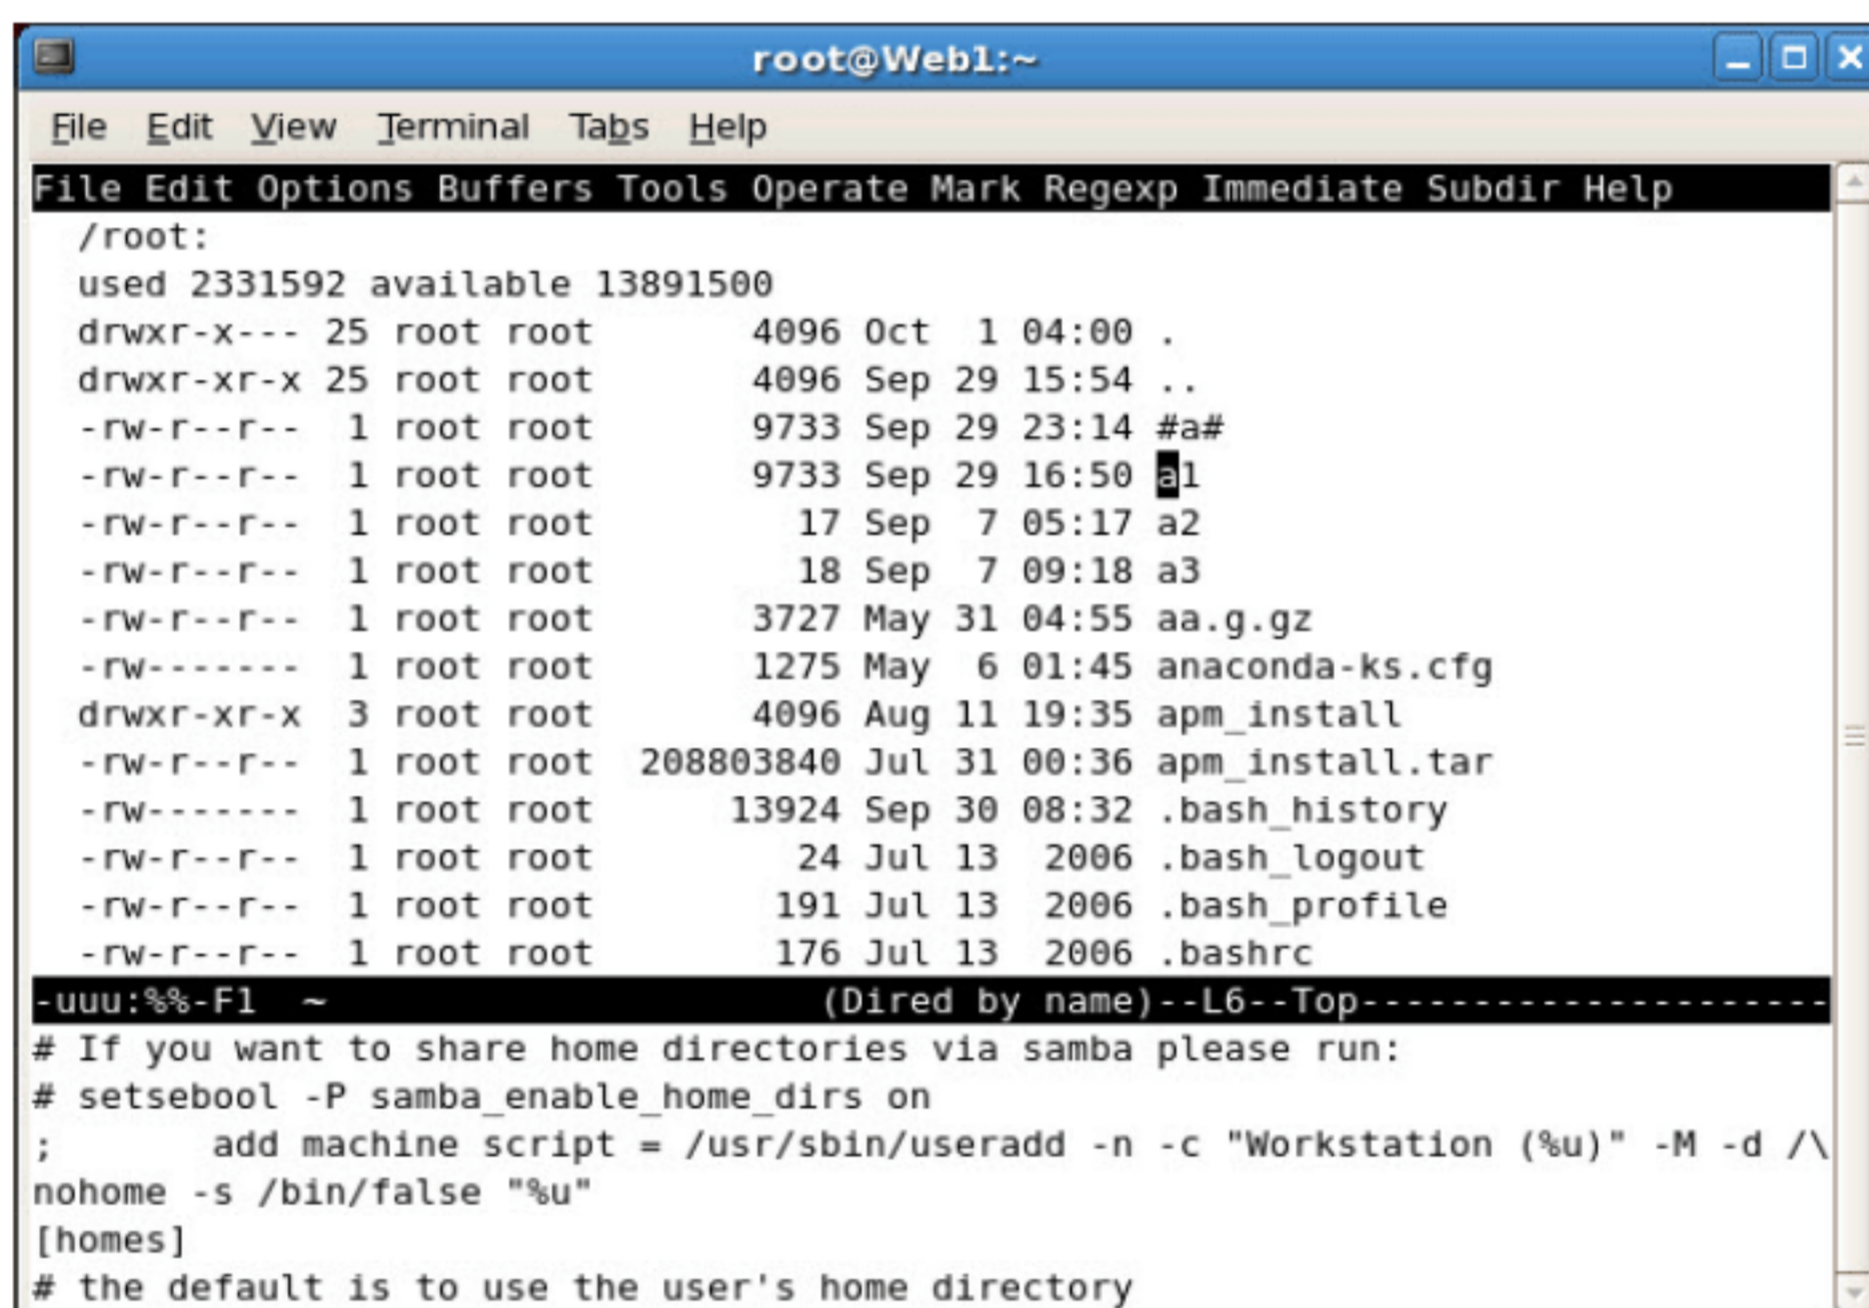 root@Web1:~
File Edit View Terminal Tabs Help
File Edit Options Buffers Tools Operate Mark Regexp Immediate Subdir Help
  /root:
  used 2331592 available 13891500
  drwxr-x--- 25 root root       4096 Oct  1 04:00 .
  drwxr-xr-x 25 root root       4096 Sep 29 15:54 ..
  -rw-r--r--  1 root root       9733 Sep 29 23:14 #a#
  -rw-r--r--  1 root root       9733 Sep 29 16:50 a1
  -rw-r--r--  1 root root         17 Sep  7 05:17 a2
  -rw-r--r--  1 root root         18 Sep  7 09:18 a3
  -rw-r--r--  1 root root       3727 May 31 04:55 aa.g.gz
  -rw-------  1 root root       1275 May  6 01:45 anaconda-ks.cfg
  drwxr-xr-x  3 root root       4096 Aug 11 19:35 apm_install
  -rw-r--r--  1 root root  208803840 Jul 31 00:36 apm_install.tar
  -rw-------  1 root root      13924 Sep 30 08:32 .bash_history
  -rw-r--r--  1 root root         24 Jul 13  2006 .bash_logout
  -rw-r--r--  1 root root        191 Jul 13  2006 .bash_profile
  -rw-r--r--  1 root root        176 Jul 13  2006 .bashrc
-uuu:%%-F1  ~                      (Dired by name)--L6--Top---------------------
# If you want to share home directories via samba please run:
# setsebool -P samba_enable_home_dirs on
;       add machine script = /usr/sbin/useradd -n -c "Workstation (%u)" -M -d /\
nohome -s /bin/false "%u"
[homes]
# the default is to use the user's home directory